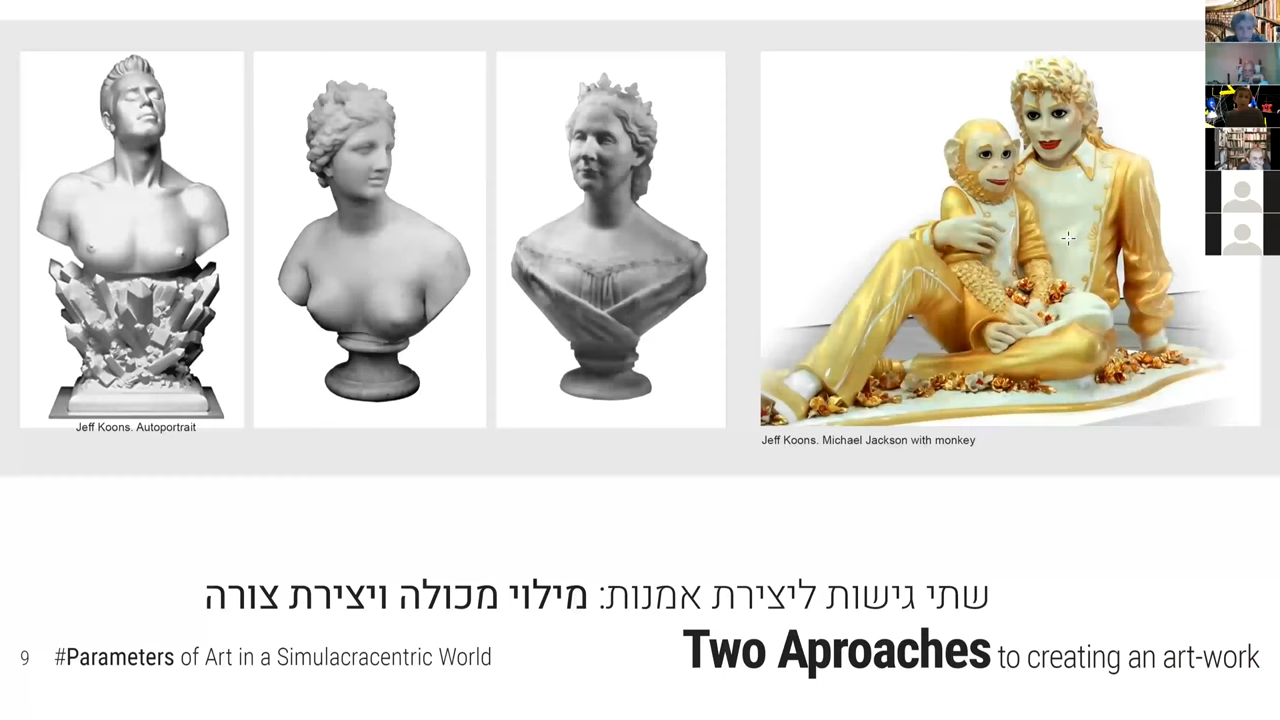 Jeff Koons. Autoportrait
Jeff Koons. Michael Jackson with monkey
שתי גישות ליצירת אמנות: מילוי מכולה ויצירת צורה
Two Aproaches to creating an art-work
9 #Parameters of Art in a Simulacracentric World